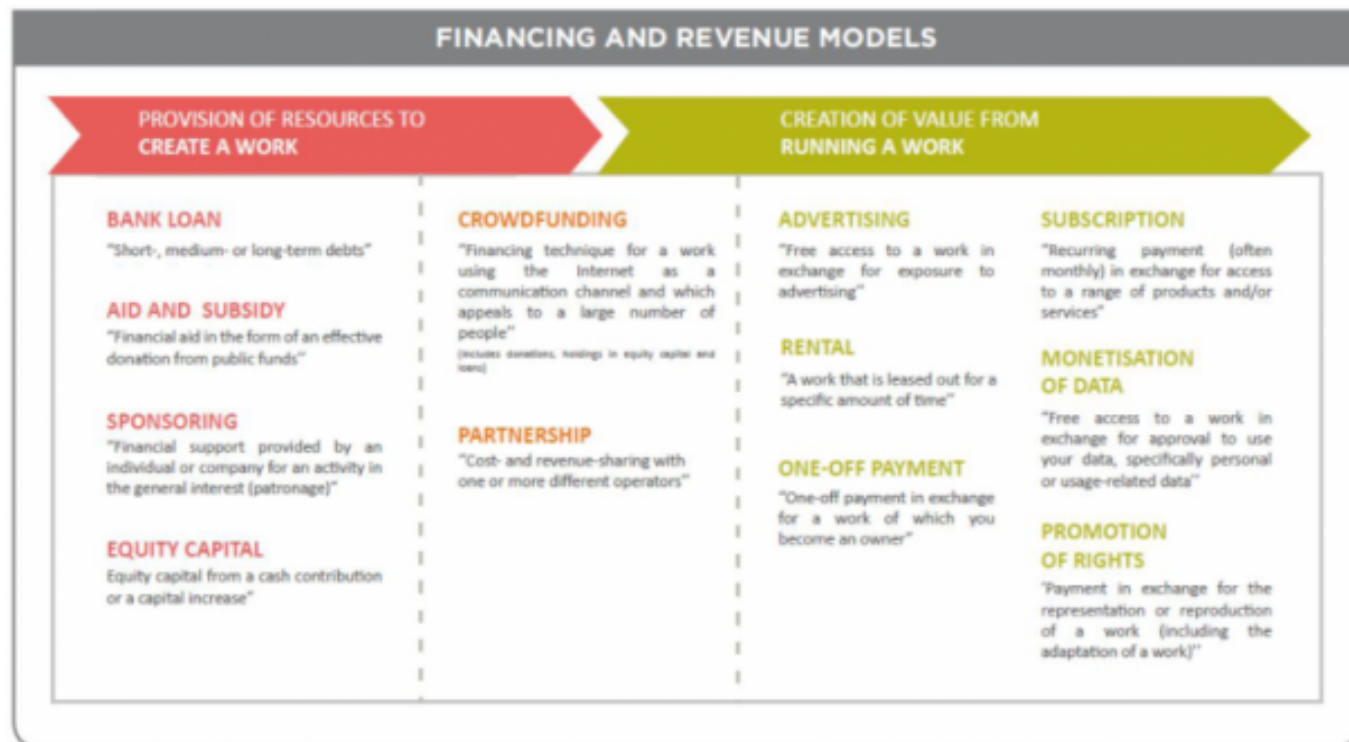 FINANCING AND REVENUE MODELS
PROVISION OF RESOURCES TO
CREATE A WORK
CREATION OF VALUE FROM
RUNNING A WORK
BANK LOAN
"Short-, medium- or long-term debts"
AID AND SUBSIDY
"Financial aid in the form of an effective
donation from public funds"
SPONSORING
"Financial support provided by an
individual or company for an activity in
the general interest (patronage)"
EQUITY CAPITAL
Equity capital from a cash contribution
or a capital increase"
CROWDFUNDING
"Financing technique for a work
using the Internet as a
communication channel and which
appeals to a large number of
people"
(includes donations, holdings in equity capital and
loans)
PARTNERSHIP
"Cost- and revenue-sharing with
one or more different operators"
ADVERTISING
"Free access to a work in
exchange for exposure to
advertising"
RENTAL
"A work that is leased out for a
specific amount of time"
ONE-OFF PAYMENT
"One-off payment in exchange
for a work of which you
become an owner"
SUBSCRIPTION
"Recurring payment (often
monthly) in exchange for access
to a range of products and/or
services"
MONETISATION
OF DATA
"Free access to a work in
exchange for approval to use
your data, specifically personal
or usage-related data"
PROMOTION
OF RIGHTS
"Payment in exchange for the
representation or reproduction
of a work (including the
adaptation of a work)"